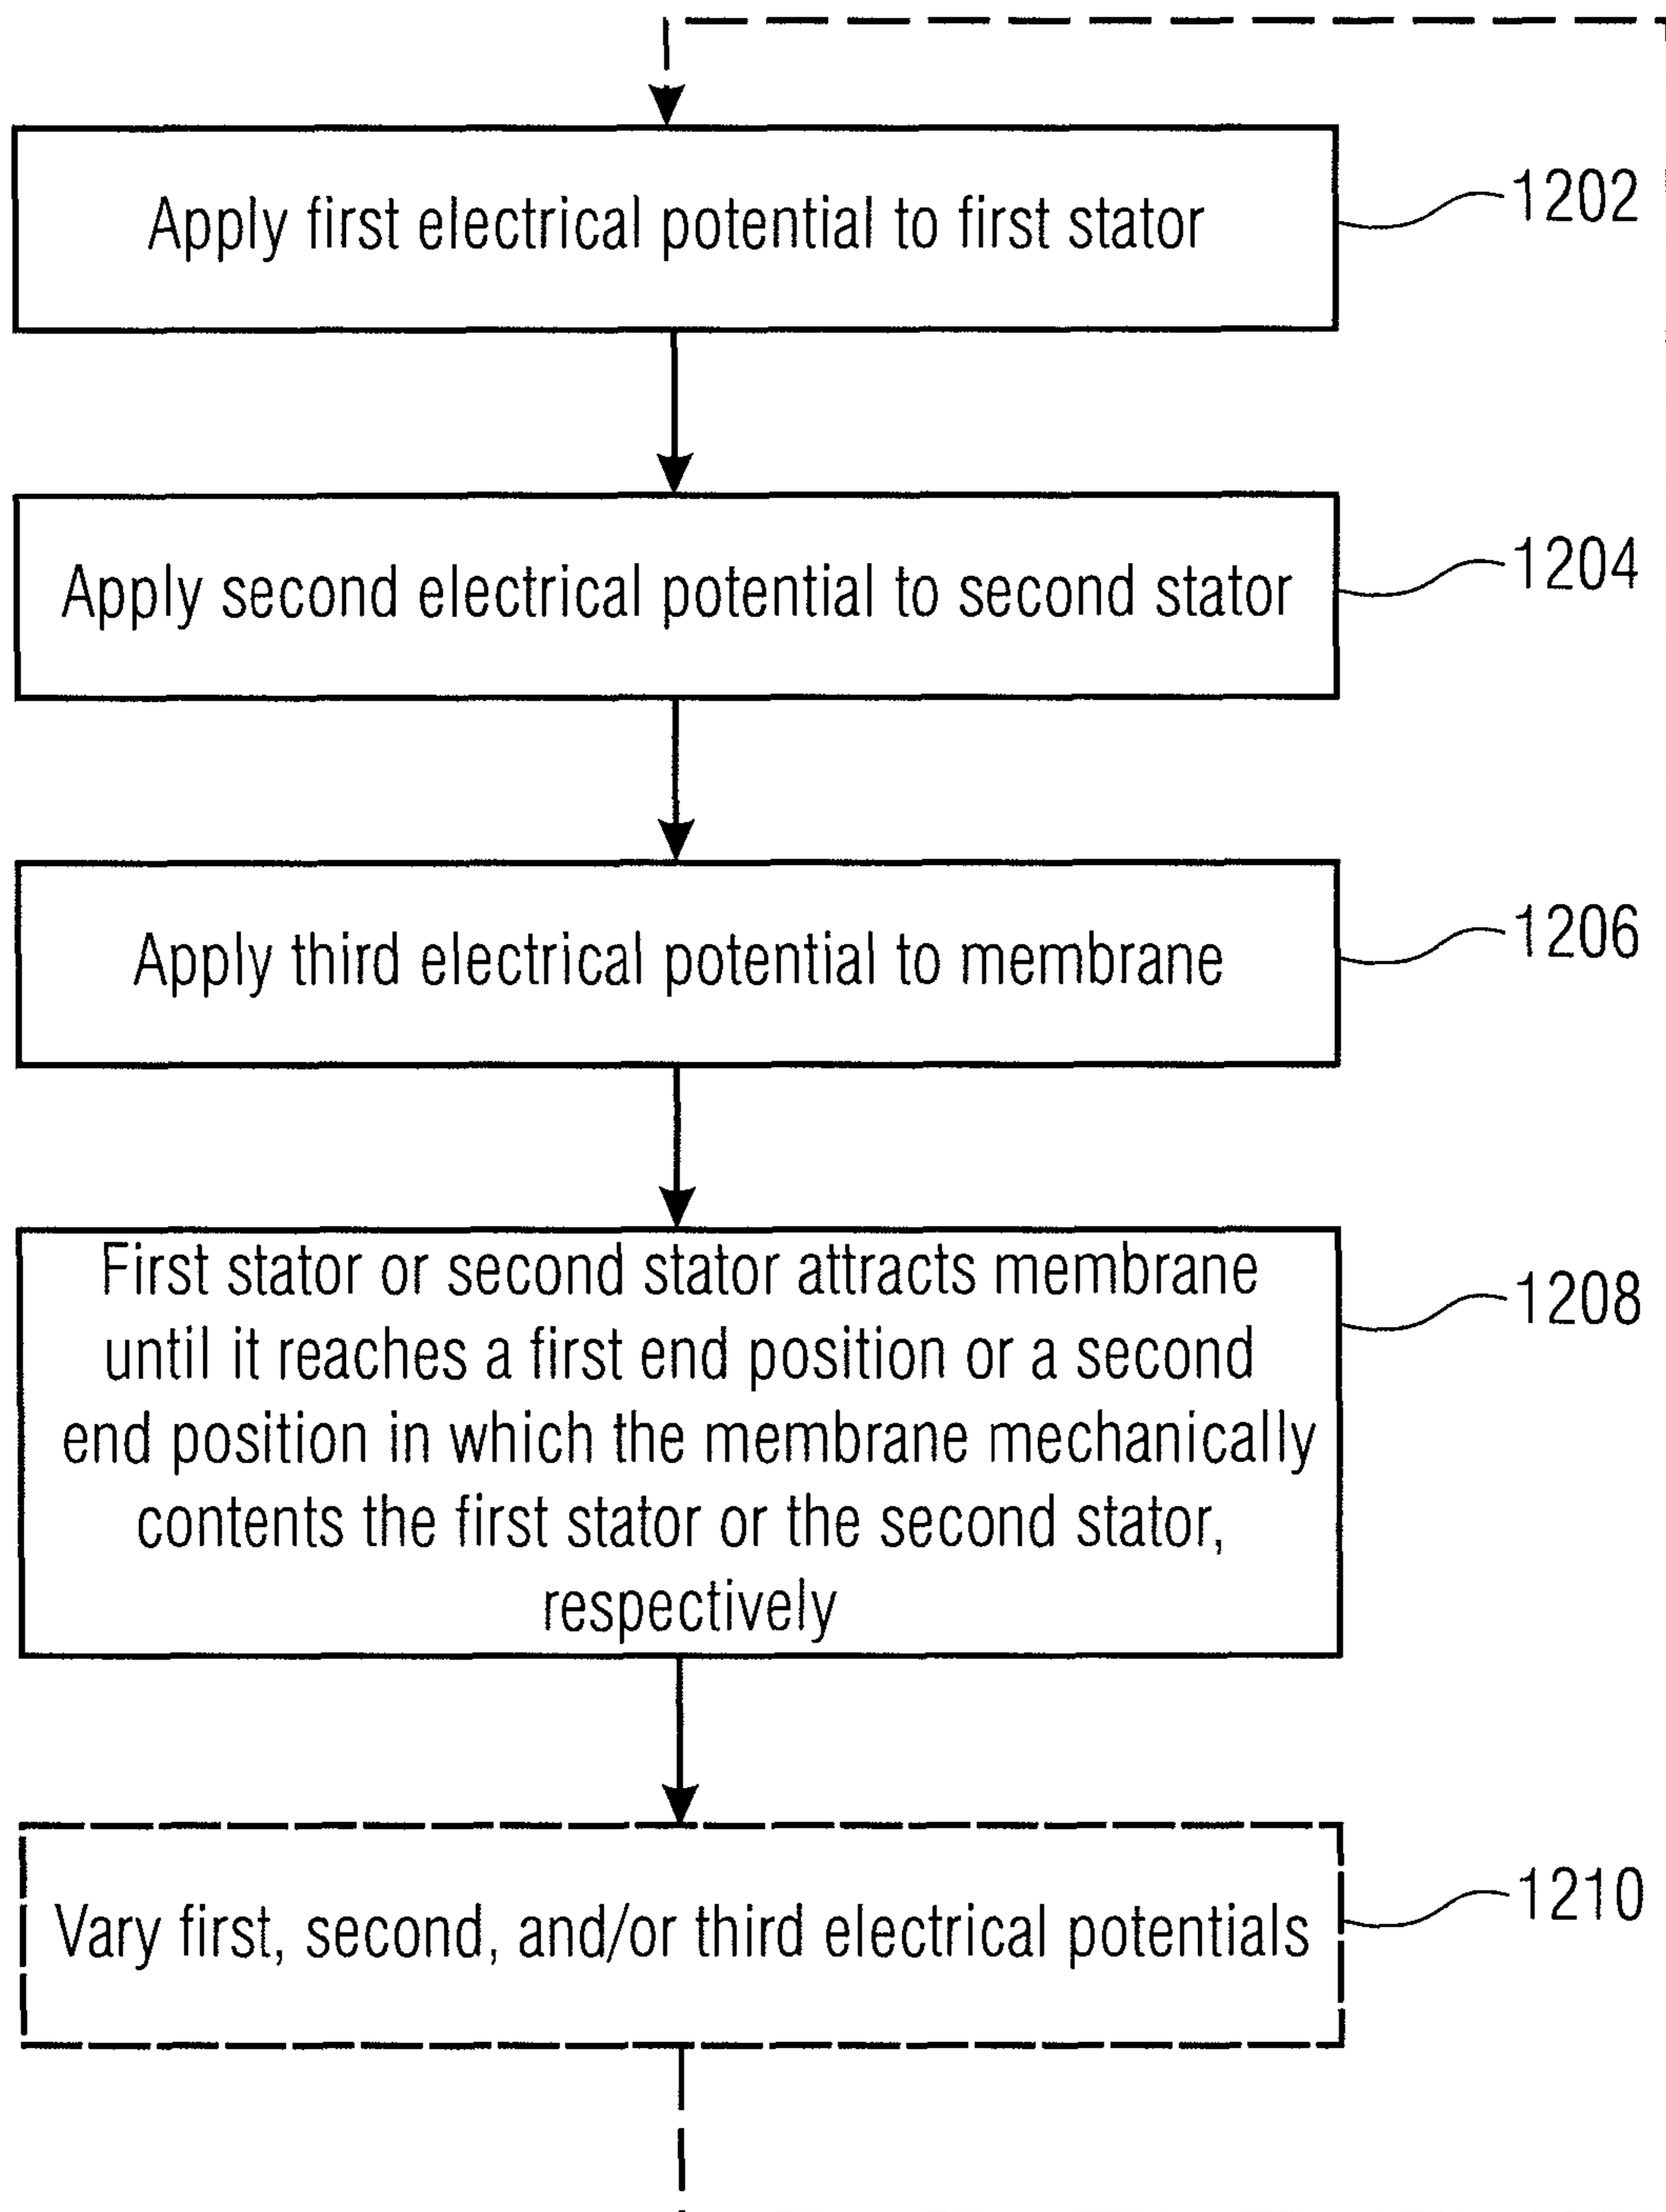 Apply first electrical potential to first stator
1202
Apply second electrical potential to second stator
1204
Apply third electrical potential to membrane
1206
First stator or second stator attracts membrane
until it reaches a first end position or a second
end position in which the membrane mechanically
contents the first stator or the second stator,
respectively
1208
Vary first, second, and/or third electrical potentials
1210